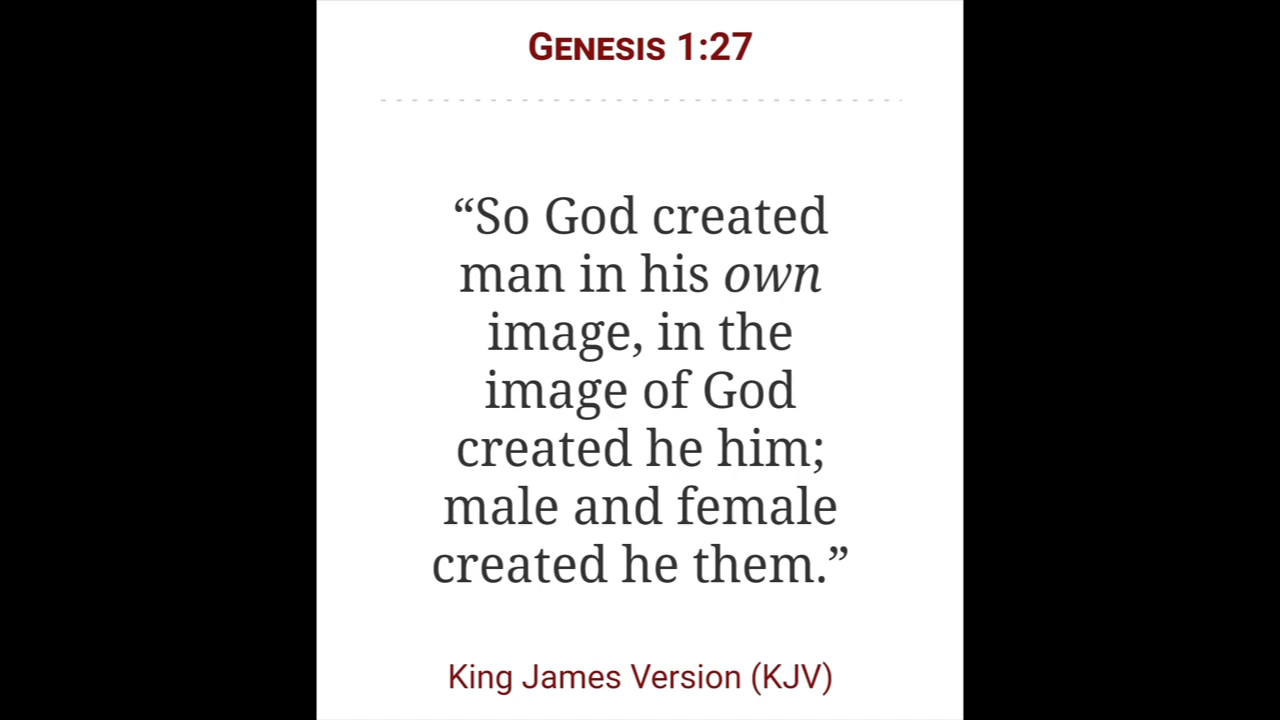 GENESIS 1:27
“So God created
man in his own
image, in the
image of God
created he him;
male and female
created he them.”
King James Version (KJV)